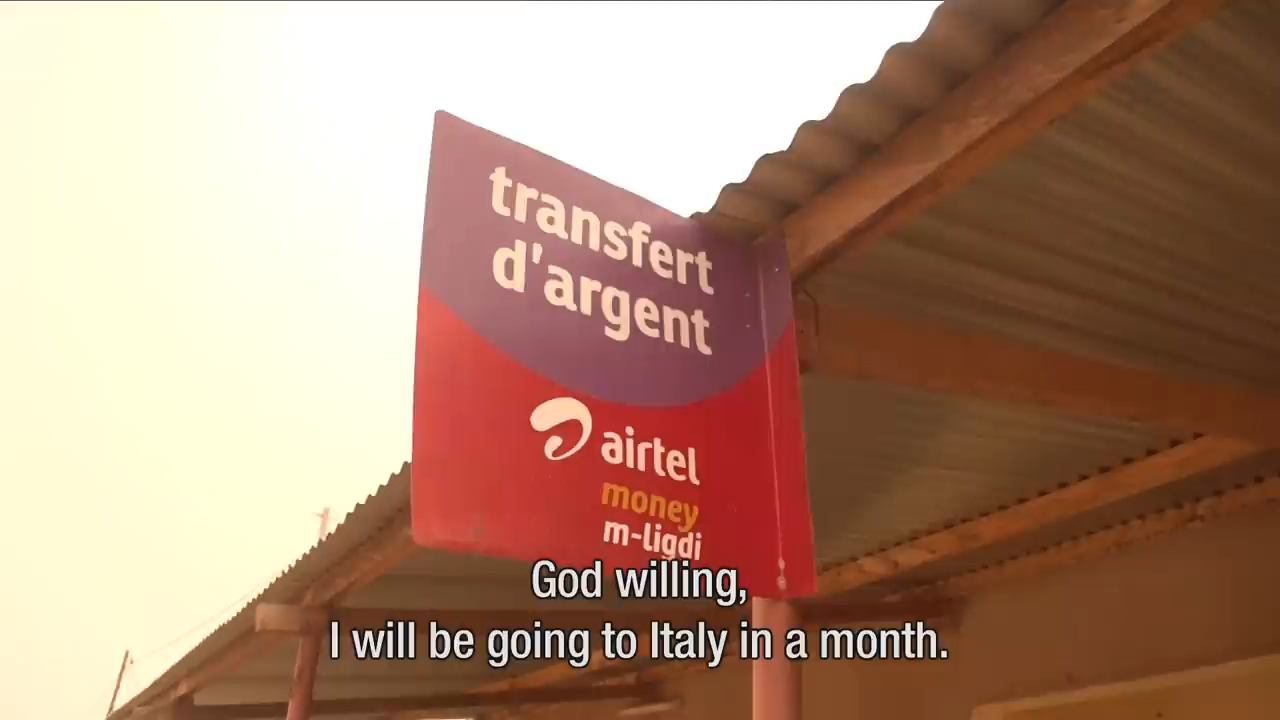 transfert
d'argent
airtel
money
m-ligdi
God willing,
I will be going to Italy in a month.